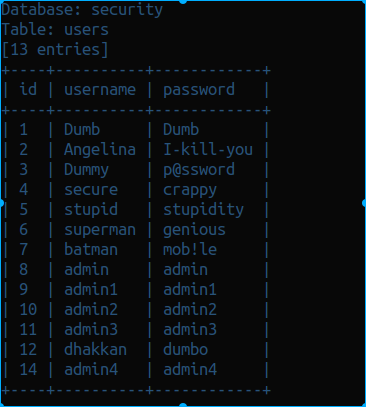 Database: security
Table: users
[13 entries]
+----+----------+------------+
| id | username | password   |
+----+----------+------------+
| 1  | Dumb     | Dumb       |
| 2  | Angelina | I-kill-you |
| 3  | Dummy    | p@ssword   |
| 4  | secure   | crappy     |
| 5  | stupid   | stupidity  |
| 6  | superman | genious    |
| 7  | batman   | mob!le     |
| 8  | admin    | admin      |
| 9  | admin1   | admin1     |
| 10 | admin2   | admin2     |
| 11 | admin3   | admin3     |
| 12 | dhakkan  | dumbo      |
| 14 | admin4   | admin4     |
+----+----------+------------+